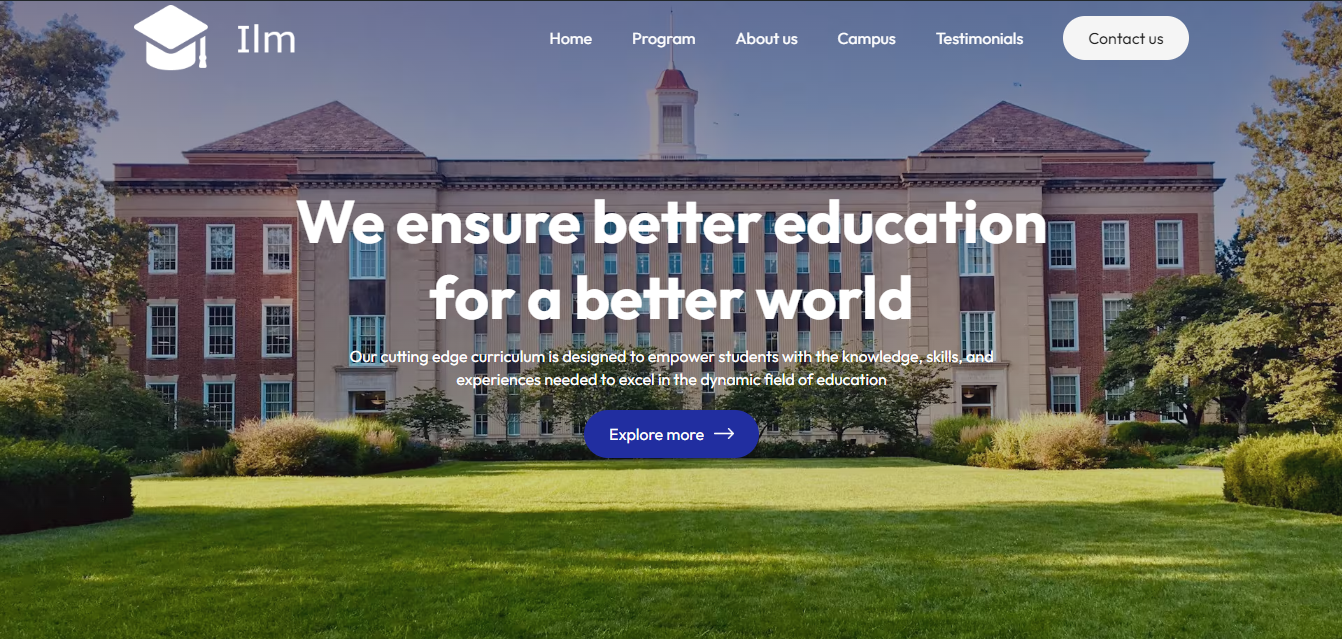 Ilm
Home
Program
About us
Campus
Testimonials
Contact us
We ensure better education
for a better world
Our cutting edge curriculum is designed to empower students with the knowledge, skills, and
experiences needed to excel in the dynamic field of education
Explore more